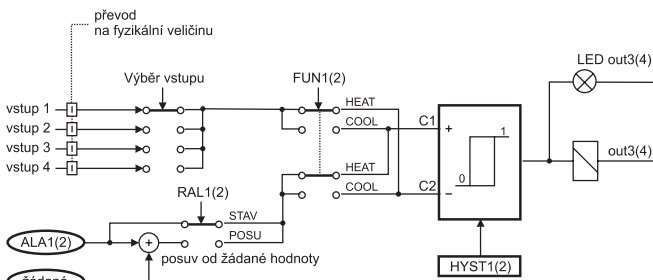 převod
na fyzikální veličinu
Výběr vstupu
FUN1(2)
LED out3(4)
vstup 1
HEAT
vstup 2
COOL
C1
+
1
vstup 3
out3(4)
vstup 4
HEAT
0
RAL1(2)
COOL
C2
−
STAV
ALA1(2)
+
POSU
posuv od žádané hodnoty
HYST1(2)
žádaná